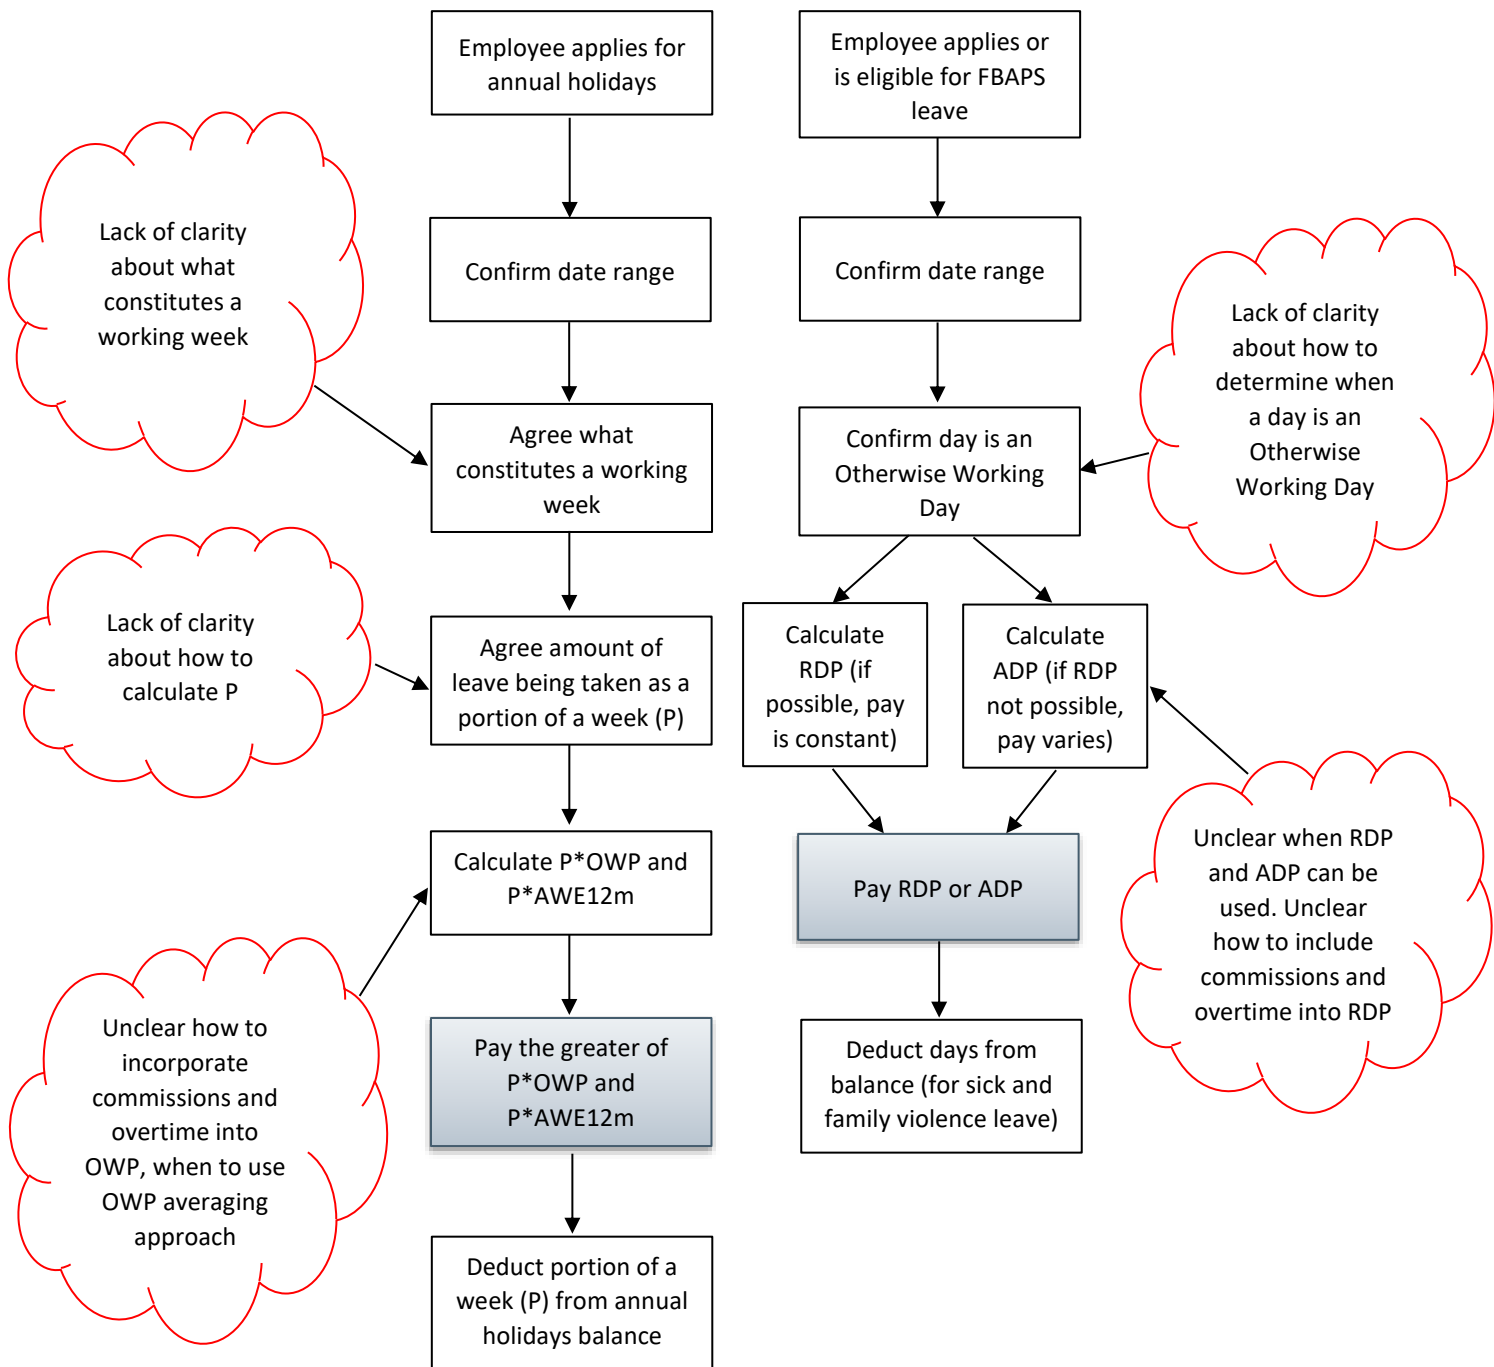 Employee applies for
annual holidays
Employee applies or
is eligible for FBAPS
leave
Lack of clarity
about what
constitutes a
working week
Confirm date range
Confirm date range
Lack of clarity
about how to
determine when
a day is an
Otherwise
Working Day
Agree what
constitutes a working
week
Confirm day is an
Otherwise Working
Day
Lack of clarity
about how to
calculate P
Agree amount of
leave being taken as a
portion of a week (P)
Calculate
RDP (if
possible, pay
is constant)
Calculate
ADP (if RDP
not possible,
pay varies)
Calculate P*OWP and
P*AWE12m
Pay RDP or ADP
Unclear when RDP
and ADP can be
used. Unclear
how to include
commissions and
overtime into RDP
Unclear how to
incorporate
commissions and
overtime into
OWP, when to use
OWP averaging
approach
Pay the greater of
P*OWP and
P*AWE12m
Deduct days from
balance (for sick and
family violence leave)
Deduct portion of a
week (P) from annual
holidays balance